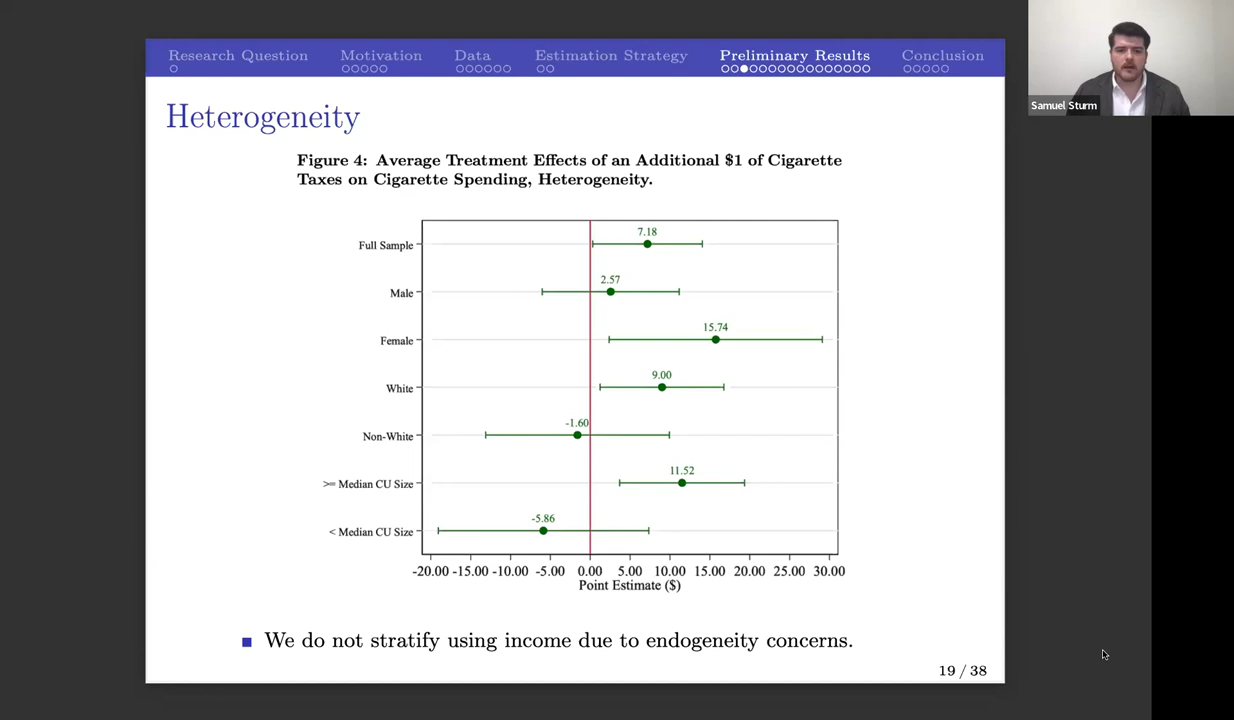 Research Question Motivation Data Estimation Strategy Preliminary Results Conclusion
Samuel Sturm
Heterogeneity
Figure 4: Average Treatment Effects of an Additional $1 of Cigarette
Taxes on Cigarette Spending, Heterogeneity.
Full Sample 7.18
Male 2.57
Female 15.74
White 9.00
Non-White -1.60
>= Median CU Size 11.52
< Median CU Size -5.86
-20.00 -15.00 -10.00 -5.00 0.00 5.00 10.00 15.00 20.00 25.00 30.00
Point Estimate ($)
We do not stratify using income due to endogeneity concerns.
19 / 38